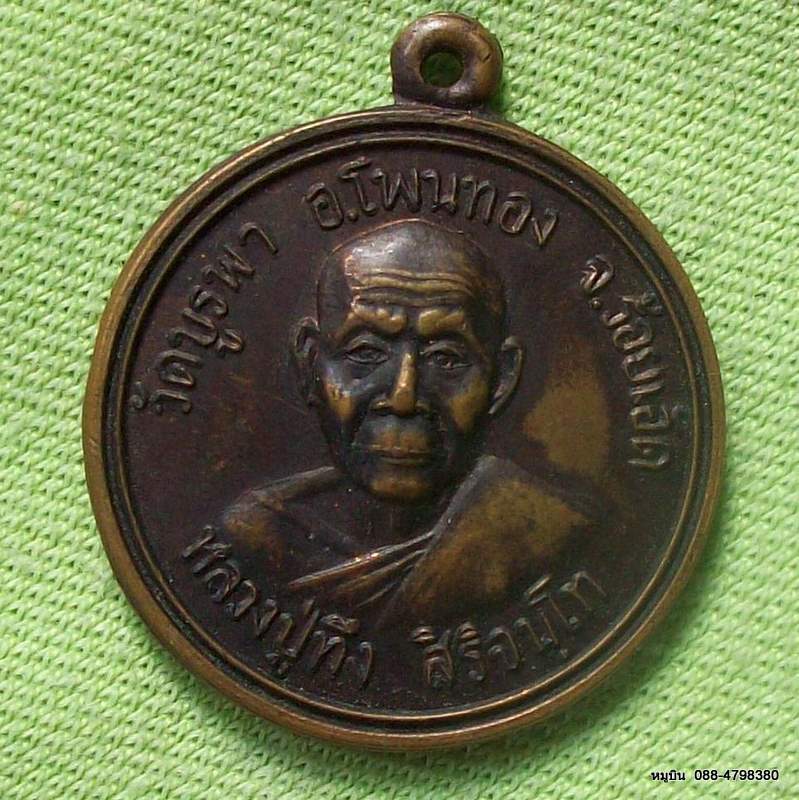 วัดบูรพา อ.โพนทอง จ.ร้อยเอ็ด
หลวงปู่ทึง สิริจนฺโท
หมูบิน 088-4798380